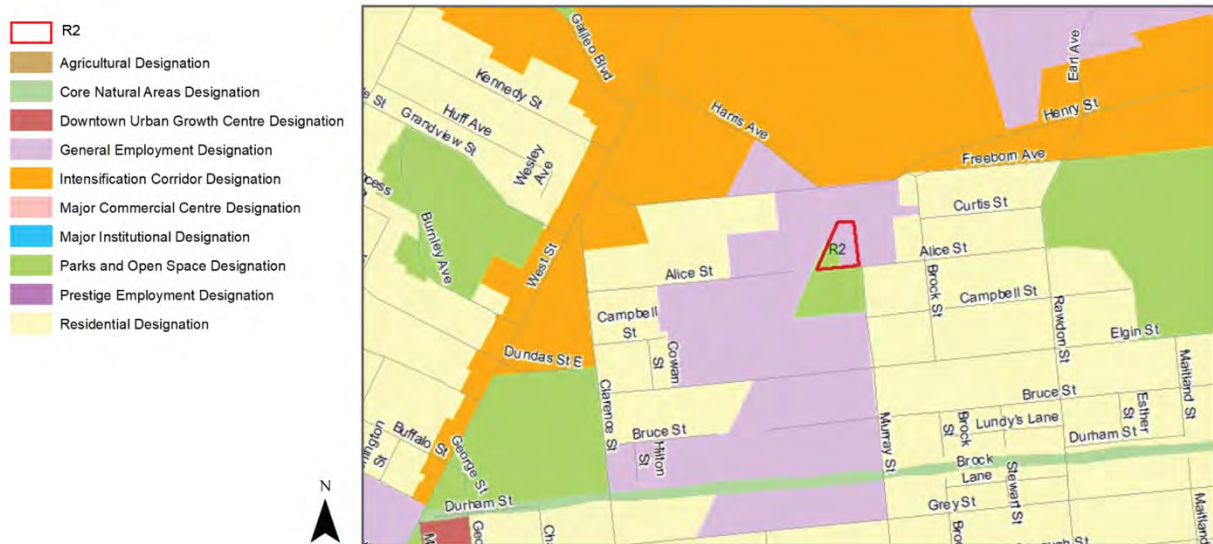 R2
Agricultural Designation
Core Natural Areas Designation
Downtown Urban Growth Centre Designation
General Employment Designation
Intensification Corridor Designation
Major Commercial Centre Designation
Major Institutional Designation
Parks and Open Space Designation
Prestige Employment Designation
Residential Designation
N
Galileo Blvd
Earl Ave
Kennedy St
Harris Ave
Henry St
Huff Ave
Grandview St
Wesley
Ave
Freeborn Ave
Curtis St
Burnley Ave
West St
R2
Alice St
Alice St
Brock St
Campbell
St
Campbell St
Rawdon St
Elgin St
Cowan
St
Dundas St E
Clarence St
Murray St
Maitland St
Bruce St
Esther
St
Bruce St
Brock
St
Lundy's Lane
Durham St
Buffalo St
George St
Hilton
St
Brock
Lane
Stewart St
Durham St
Grey St
Maitland